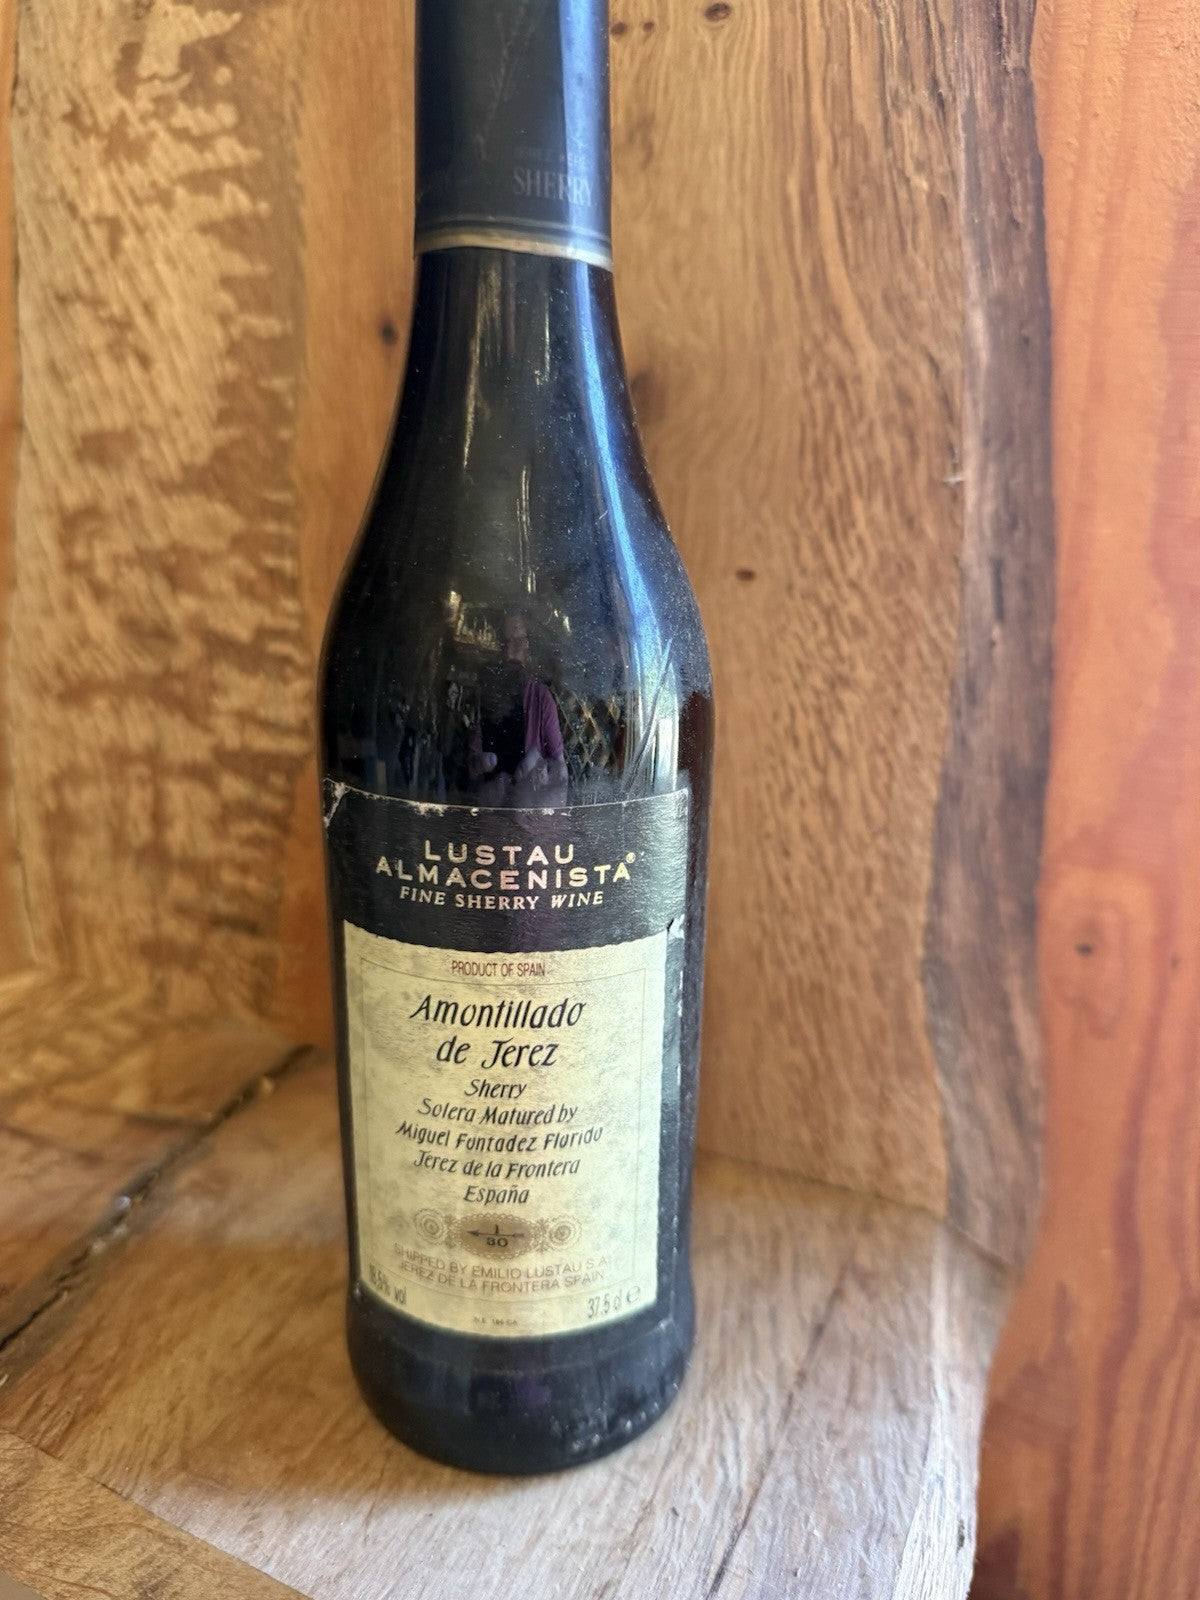 SHERRY
LUSTAU
ALMACENISTA®
FINE SHERRY WINE
PRODUCT OF SPAIN
Amontillado
de Jerez
Sherry
Solera Matured by
Miguel Fontadez Florido
Jerez de la Frontera
España
1
30
SHIPPED BY EMILIO LUSTAU S.A.
JEREZ DE LA FRONTERA SPAIN
% vol
37,5 cl e